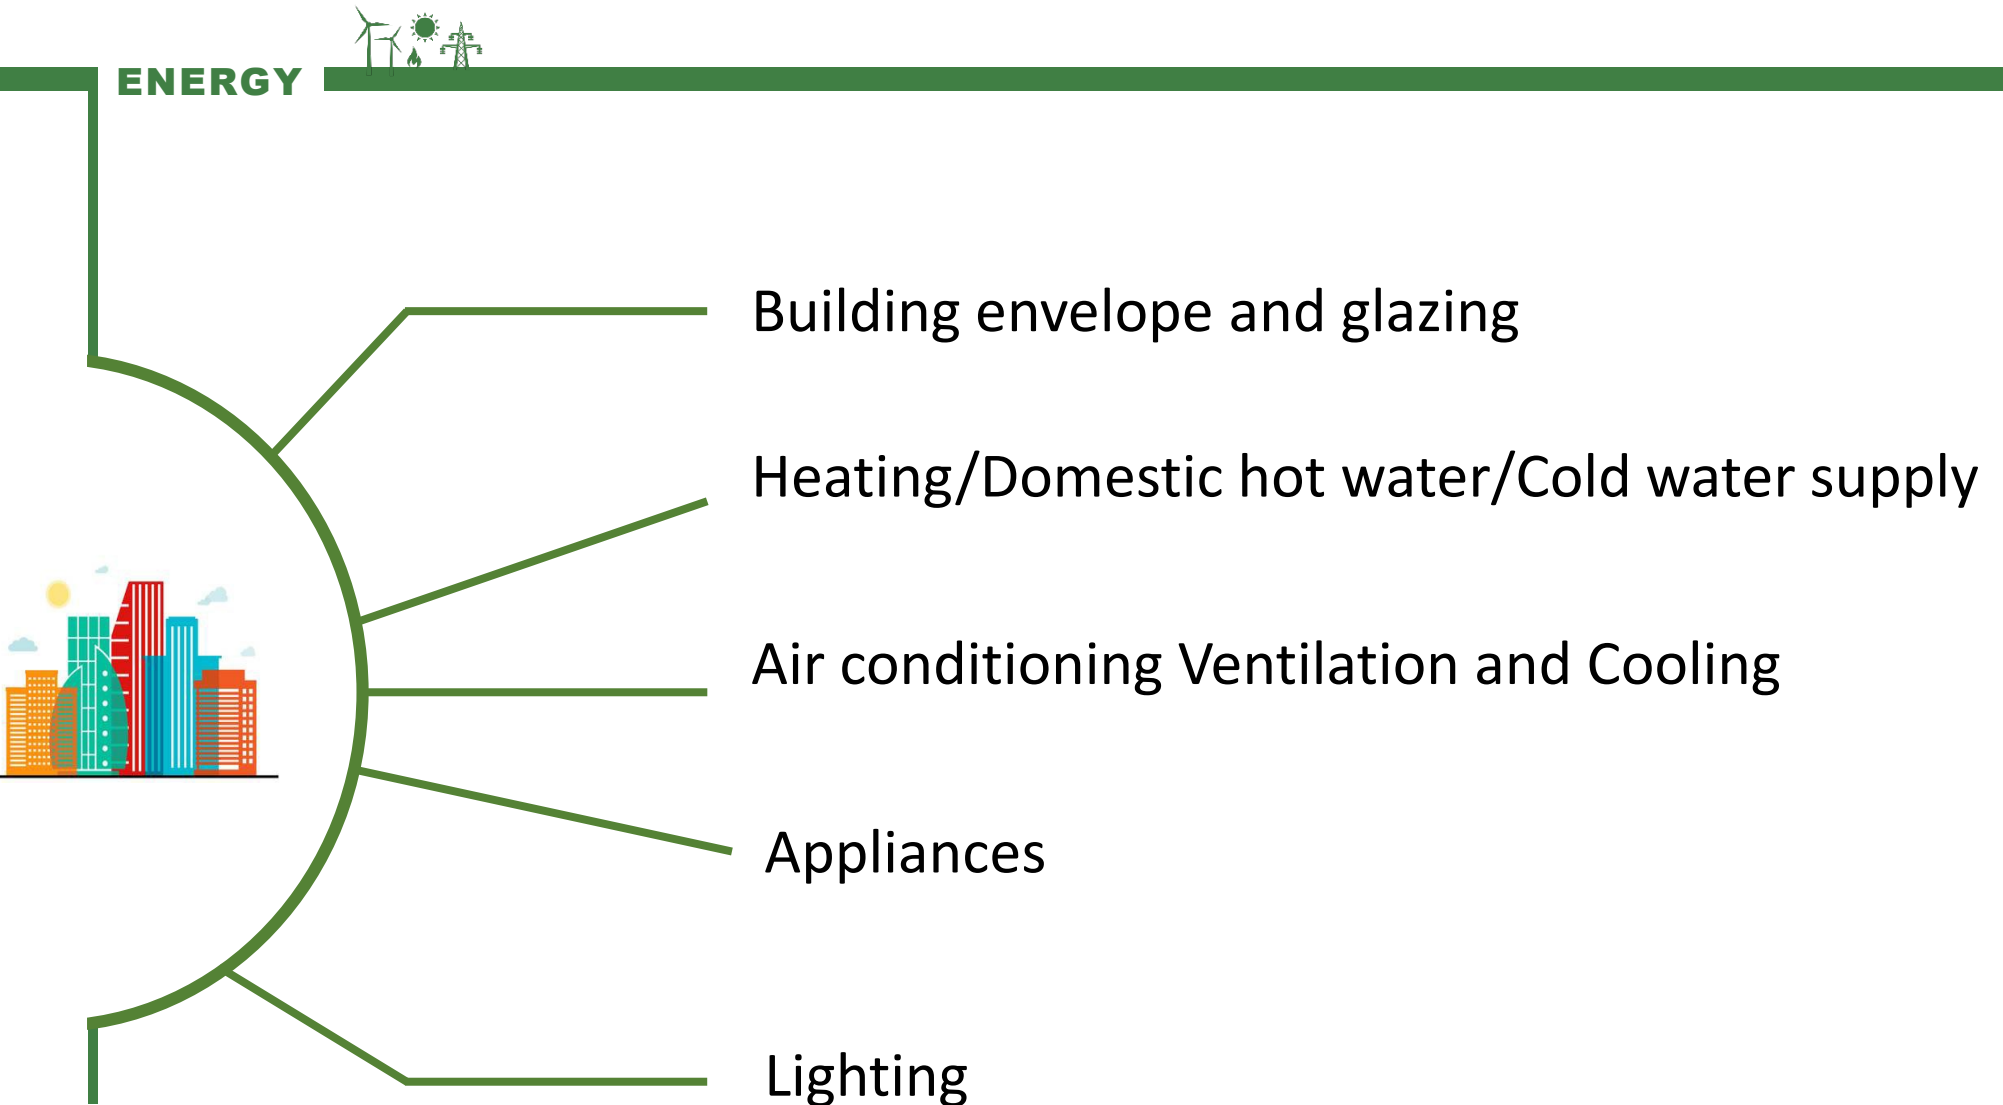 ENERGY
Building envelope and glazing
Heating/Domestic hot water/Cold water supply
Air conditioning Ventilation and Cooling
Appliances
Lighting